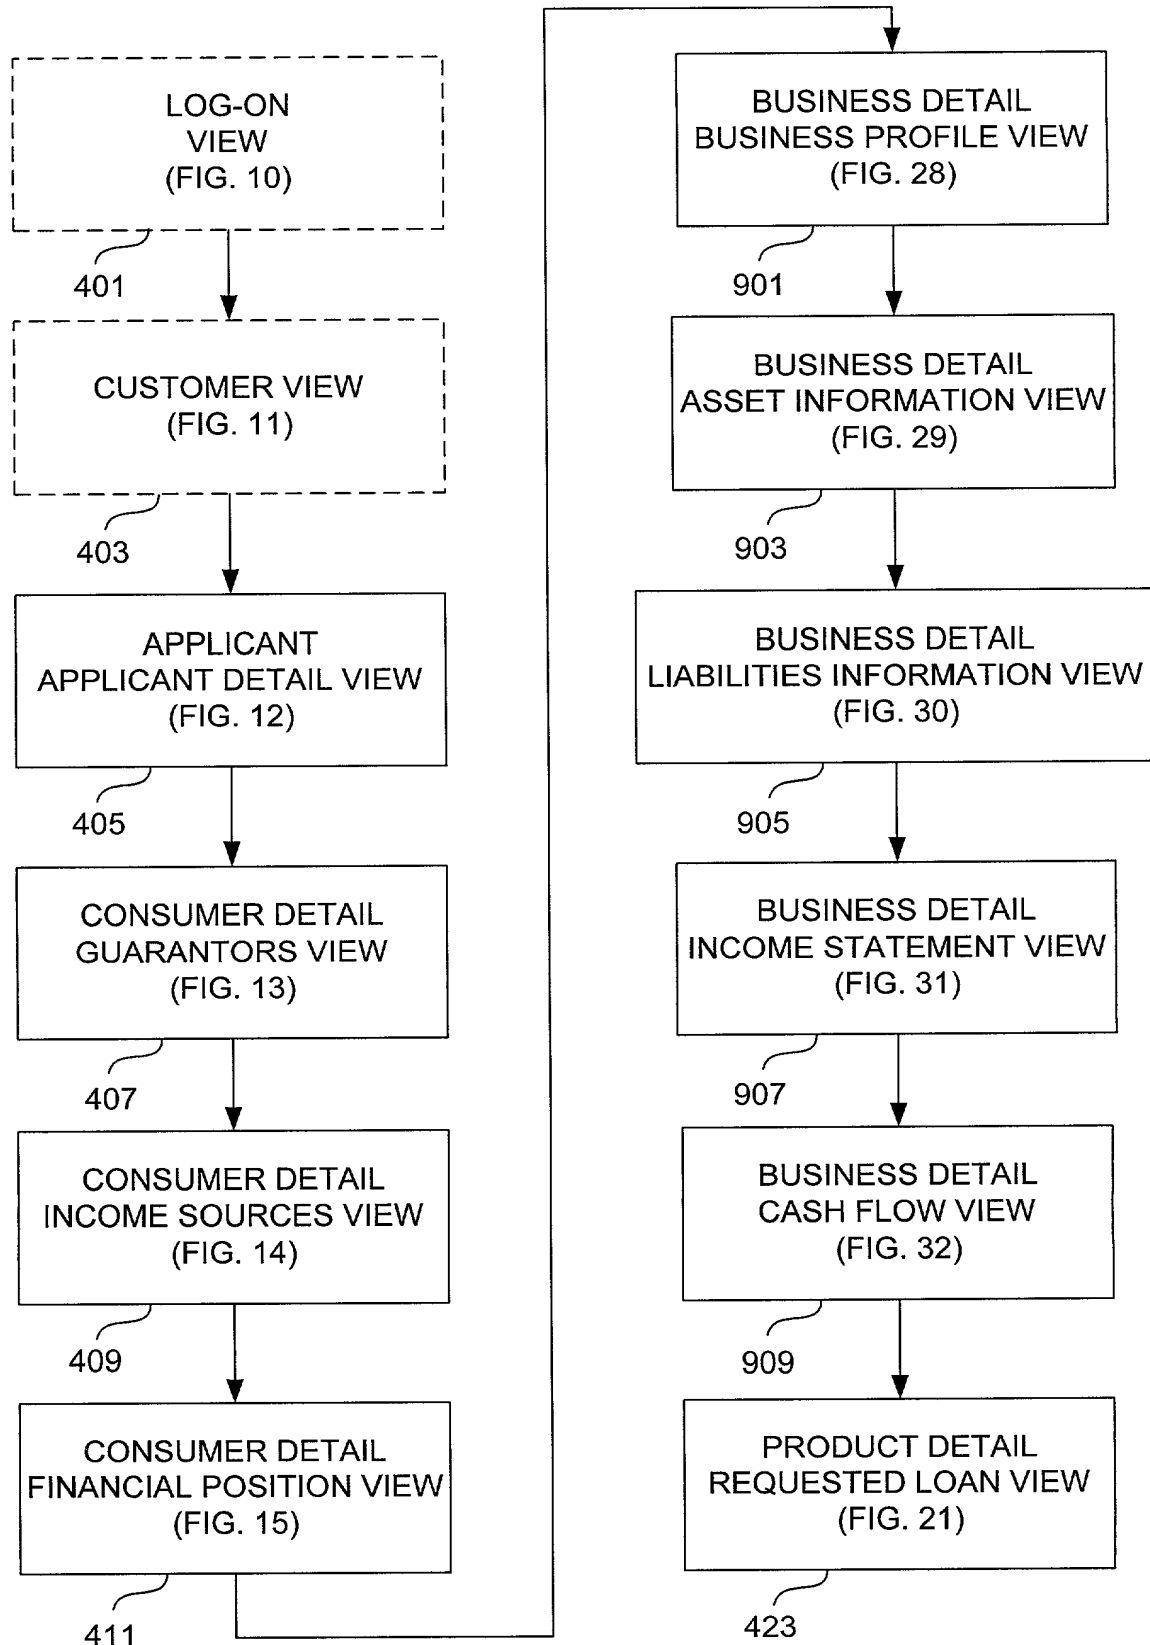 LOG-ON
VIEW
(FIG. 10)
401
CUSTOMER VIEW
(FIG. 11)
403
APPLICANT
APPLICANT DETAIL VIEW
(FIG. 12)
405
CONSUMER DETAIL
GUARANTORS VIEW
(FIG. 13)
407
CONSUMER DETAIL
INCOME SOURCES VIEW
(FIG. 14)
409
CONSUMER DETAIL
FINANCIAL POSITION VIEW
(FIG. 15)
411
BUSINESS DETAIL
BUSINESS PROFILE VIEW
(FIG. 28)
901
BUSINESS DETAIL
ASSET INFORMATION VIEW
(FIG. 29)
903
BUSINESS DETAIL
LIABILITIES INFORMATION VIEW
(FIG. 30)
905
BUSINESS DETAIL
INCOME STATEMENT VIEW
(FIG. 31)
907
BUSINESS DETAIL
CASH FLOW VIEW
(FIG. 32)
909
PRODUCT DETAIL
REQUESTED LOAN VIEW
(FIG. 21)
423